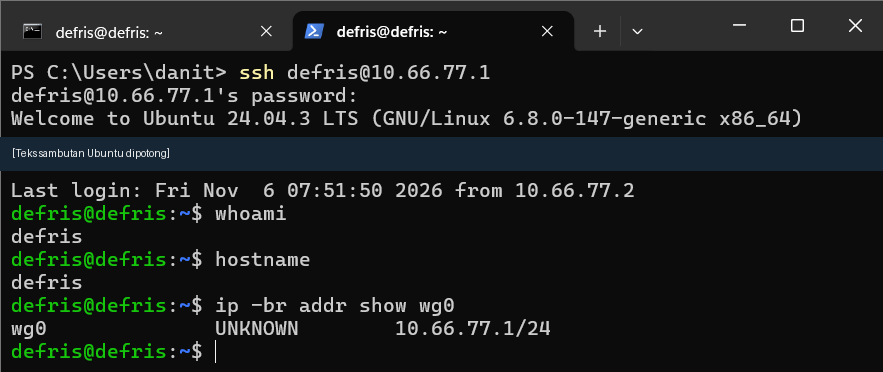 defris@defris: ~
defris@defris: ~
PS C:\Users\danit> ssh defris@10.66.77.1
defris@10.66.77.1's password:
Welcome to Ubuntu 24.04.3 LTS (GNU/Linux 6.8.0-147-generic x86_64)
[Teks sambutan Ubuntu dipotong]
Last login: Fri Nov  6 07:51:50 2026 from 10.66.77.2
defris@defris:~$ whoami
defris
defris@defris:~$ hostname
defris
defris@defris:~$ ip -br addr show wg0
wg0              UNKNOWN        10.66.77.1/24
defris@defris:~$